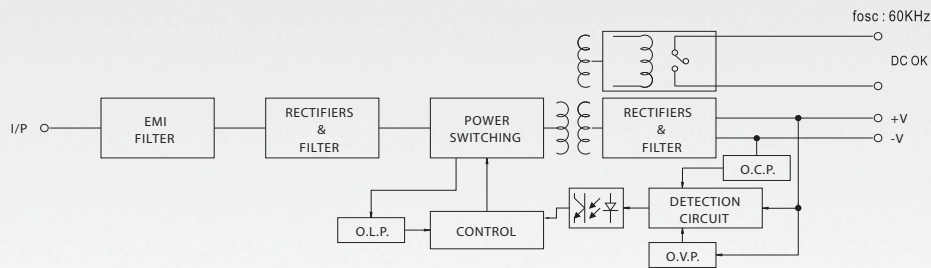 fosc : 60KHz
DC OK
I/P
EMI
FILTER
RECTIFIERS
&
FILTER
POWER
SWITCHING
RECTIFIERS
&
FILTER
+V
-V
O.C.P.
DETECTION
CIRCUIT
O.L.P.
CONTROL
O.V.P.